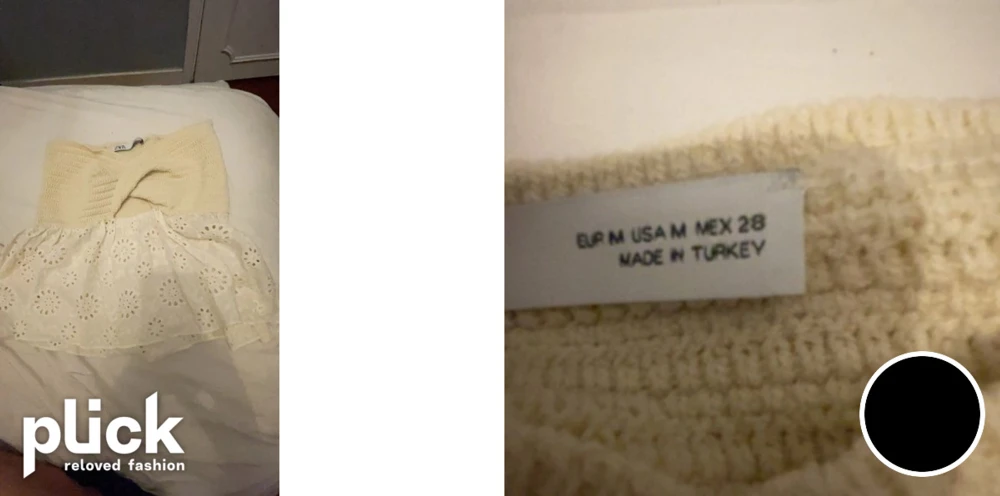 plick
reloved fashion
EUR M USA M MEX 28
MADE IN TURKEY